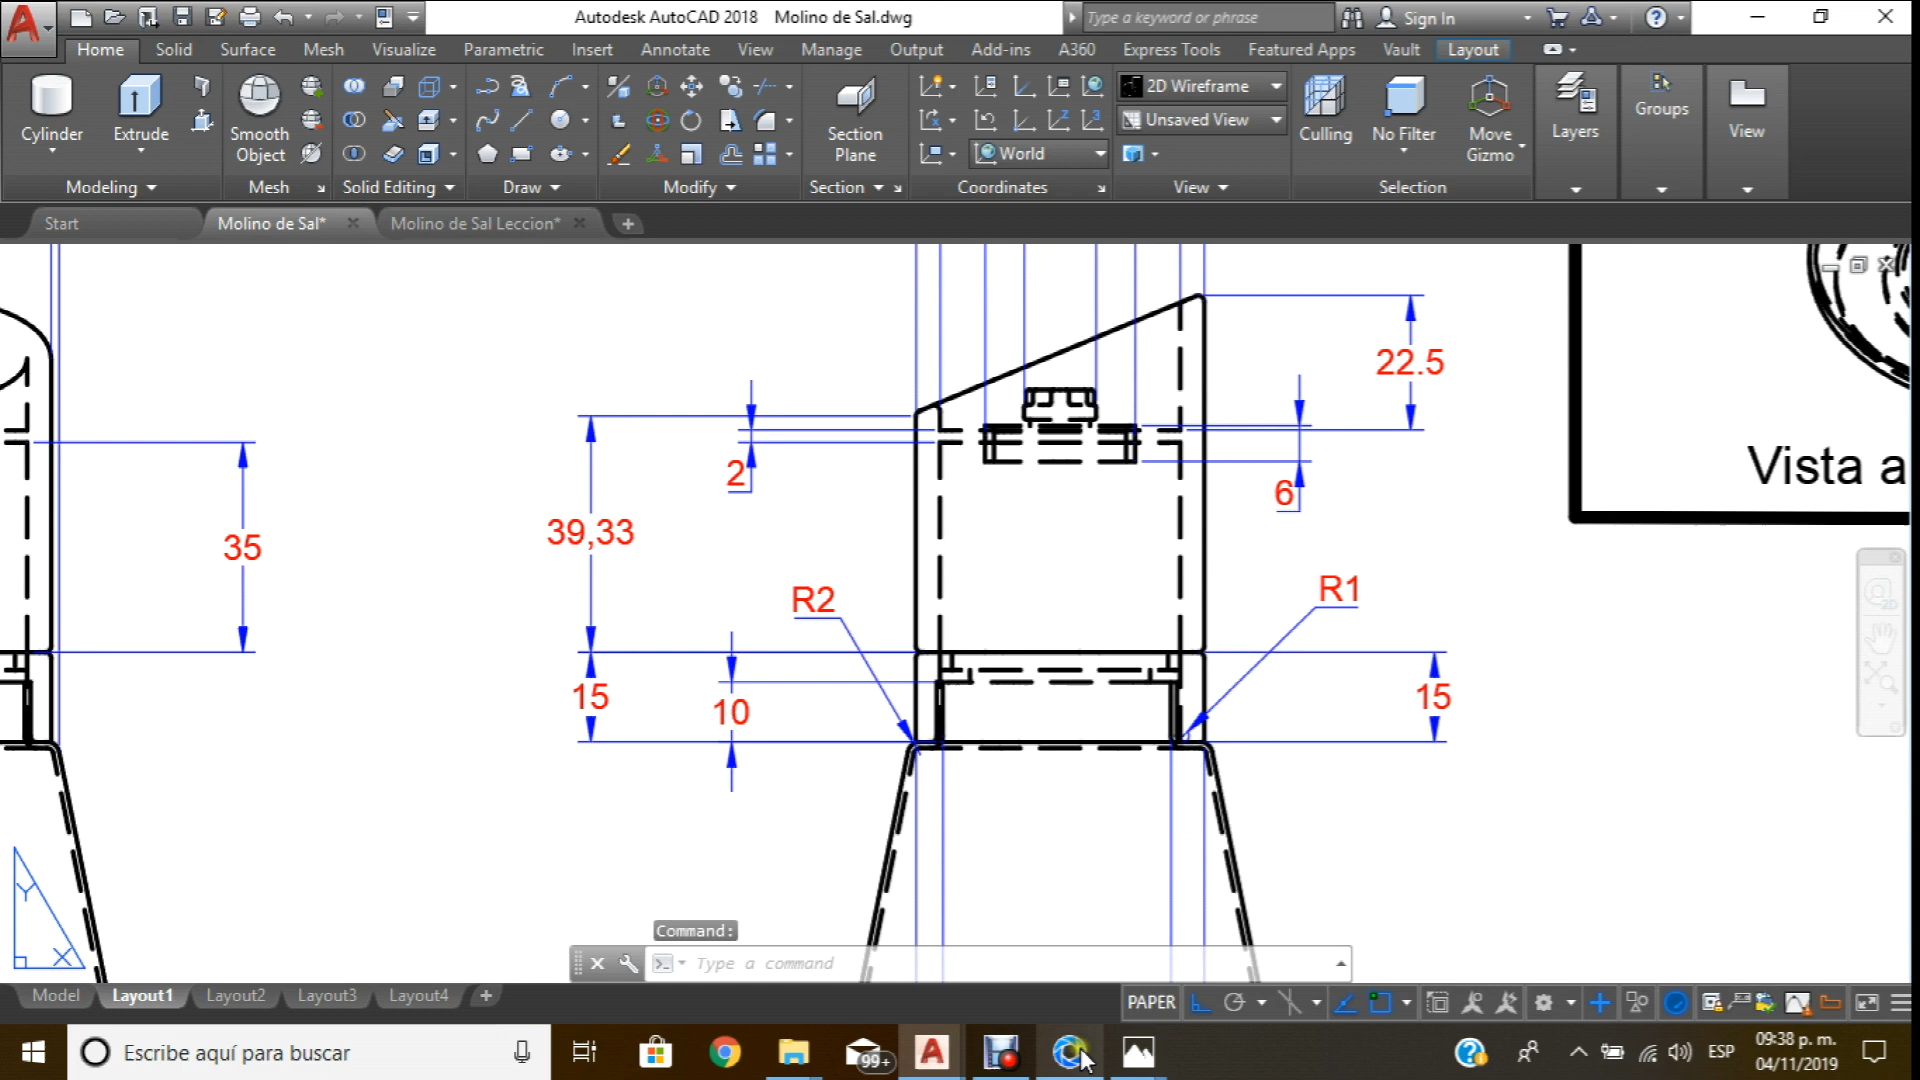 Autodesk AutoCAD 2018 Molino de Sal.dwg
Type a keyword or phrase
Sign In
Home Solid Surface Mesh Visualize Parametric Insert Annotate View Manage Output Add-ins A360 Express Tools Featured Apps Vault Layout
Cylinder
Extrude
Smooth Object
Section Plane
World
2D Wireframe
Unsaved View
Culling
No Filter
Move Gizmo
Layers
Groups
View
Modeling Mesh Solid Editing Draw Modify Section Coordinates View Selection
Start Molino de Sal* Molino de Sal Leccion*
22.5
2
6
Vista a
35
39,33
R2
R1
15
10
15
Y
X
2D
Command:
Type a command
Model Layout1 Layout2 Layout3 Layout4
PAPER
Escribe aquí para buscar
99+
ESP
09:38 p. m.
04/11/2019